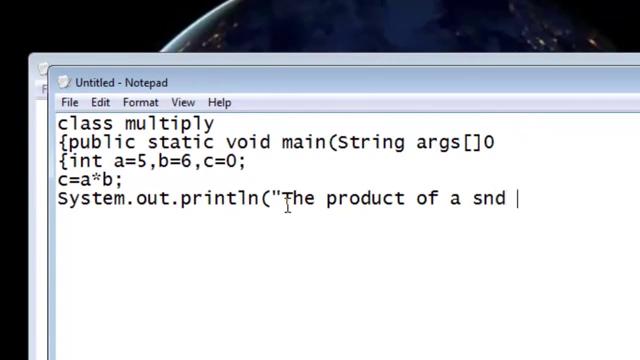 Untitled - Notepad
File Edit Format View Help
class multiply
{public static void main(String args[]0
{int a=5,b=6,c=0;
c=a*b;
System.out.println("The product of a snd